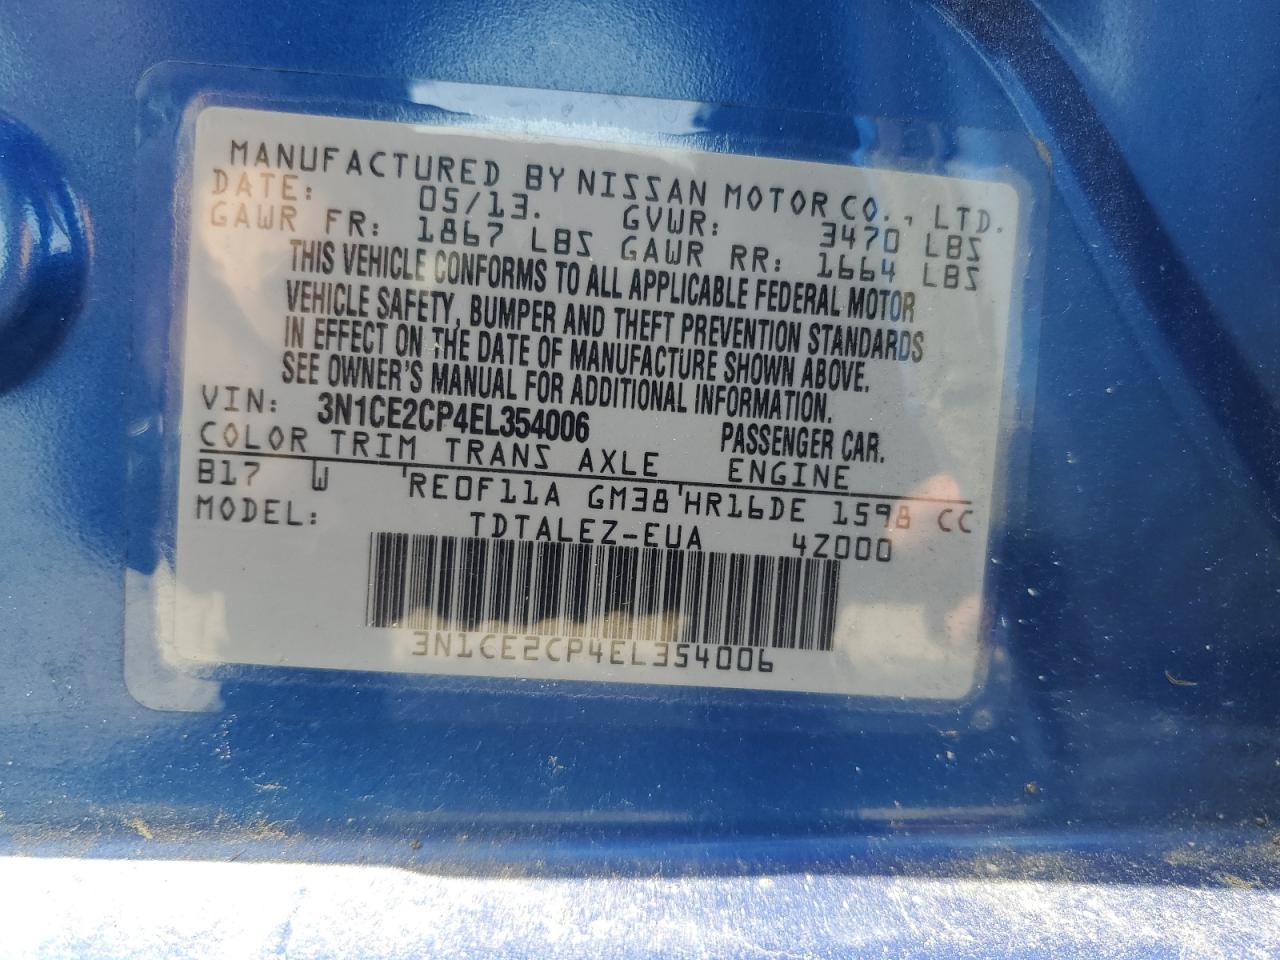 MANUFACTURED BY NISSAN MOTOR CO., LTD.
DATE: 05/13. GVWR: 3470 LBS
GAWR FR: 1867 LBS GAWR RR: 1664 LBS
THIS VEHICLE CONFORMS TO ALL APPLICABLE FEDERAL MOTOR
VEHICLE SAFETY, BUMPER AND THEFT PREVENTION STANDARDS
IN EFFECT ON THE DATE OF MANUFACTURE SHOWN ABOVE.
SEE OWNER'S MANUAL FOR ADDITIONAL INFORMATION.
VIN: 3N1CE2CP4EL354006 PASSENGER CAR.
COLOR TRIM TRANS AXLE ENGINE
B17 W RE0F11A GM38 HR16DE 1598 CC
MODEL: TDTALEZ-EUA 4Z000
3N1CE2CP4EL354006